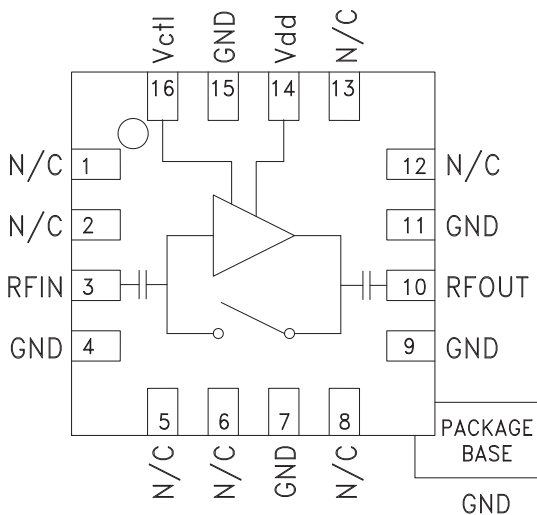 Vctl
GND
Vdd
N/C
16
15
14
13
N/C 1
12 N/C
N/C 2
11 GND
RFIN 3
10 RFOUT
GND 4
9 GND
5
6
7
8
N/C
N/C
GND
N/C
PACKAGE
BASE
GND